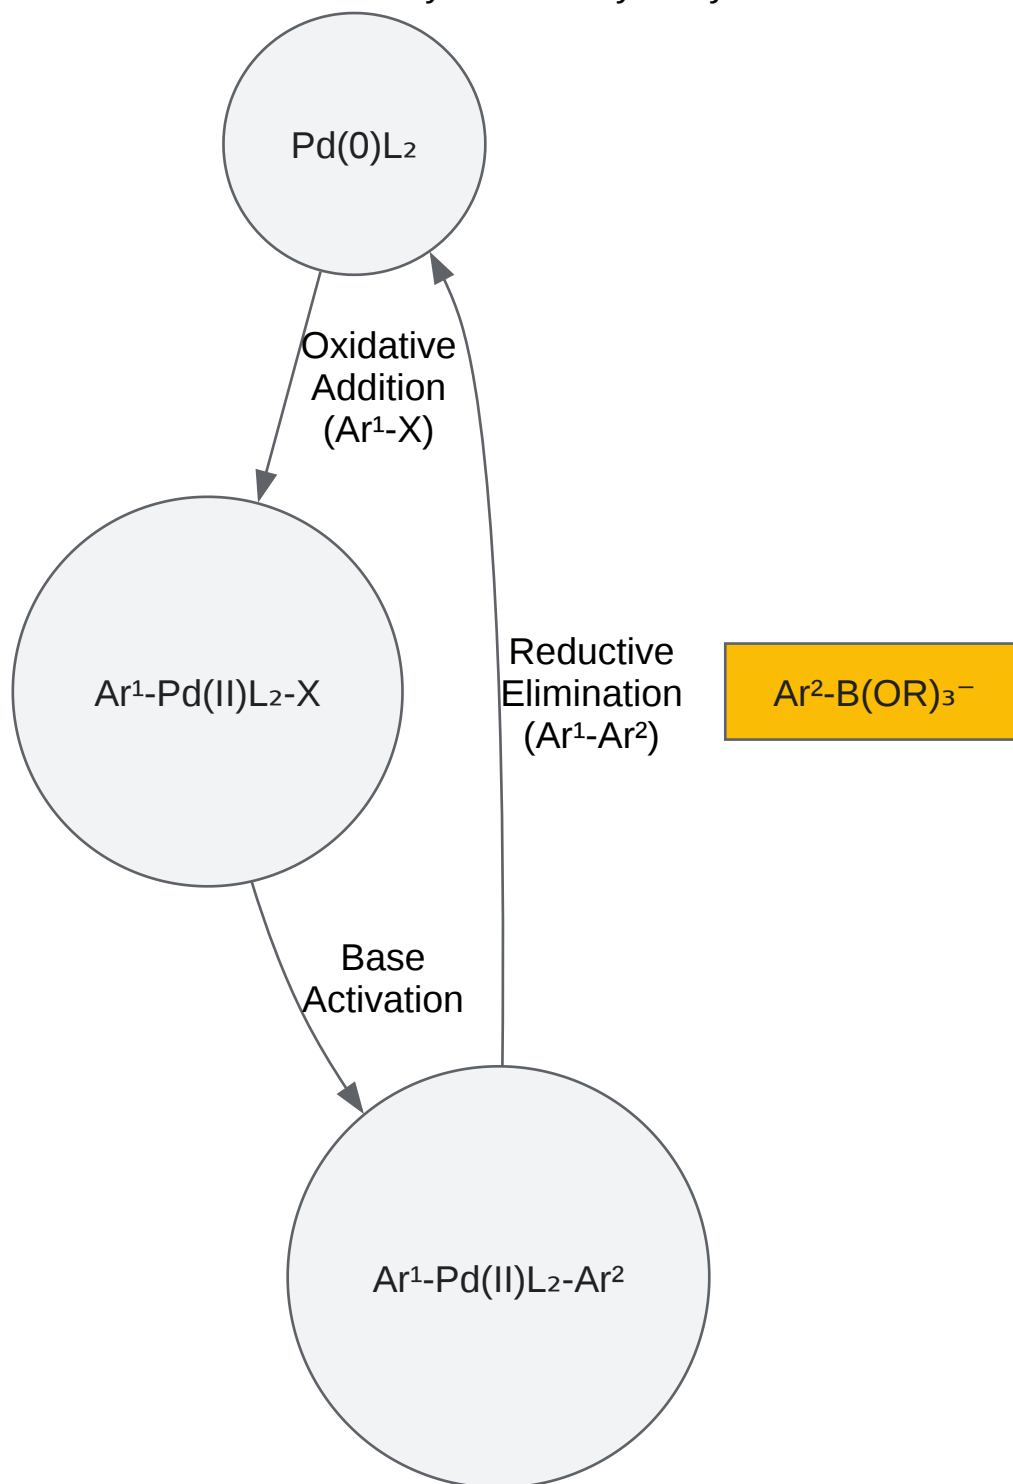 Pd(0)L₂
Oxidative
Addition
(Ar¹-X)
Ar¹-Pd(II)L₂-X
Reductive
Elimination
(Ar¹-Ar²)
Ar²-B(OR)₃⁻
Base
Activation
Ar¹-Pd(II)L₂-Ar²